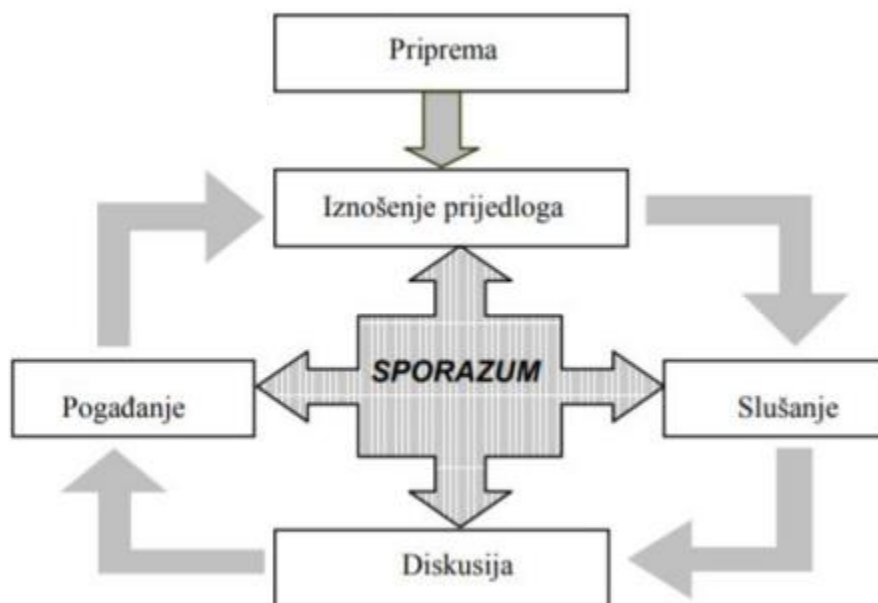 Priprema
Iznošenje prijedloga
SPORAZUM
Pogađanje
Slušanje
Diskusija